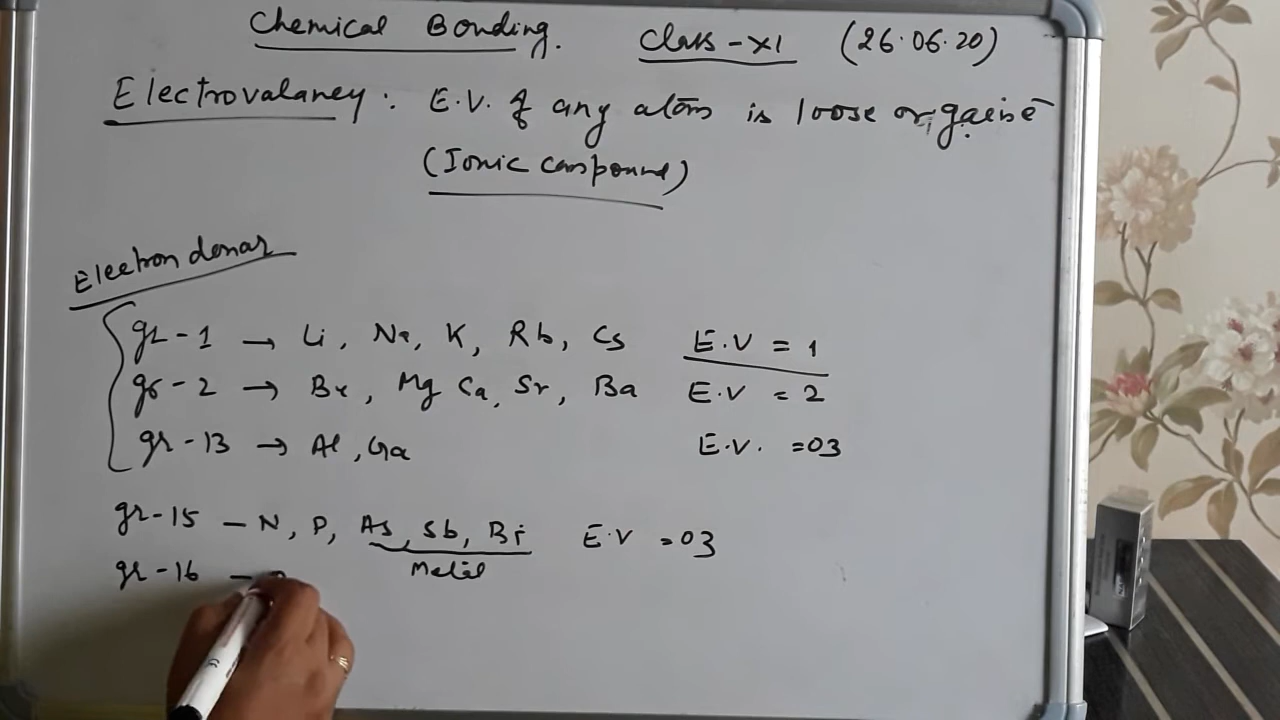 Chemical Bonding. Class-XI (26.06.20)
Electrovalancy: E.V. of any atom is loose or gaine
(Ionic compound)
Electron donar
gr-1 → Li, Na, K, Rb, Cs E.V = 1
gr-2 → Be, Mg Ca, Sr, Ba E.V = 2
gr-13 → Al, Ga E.V. =03
gr-15 - N, P, As, Sb, Bi E.V =03
Metal
gr-16 -